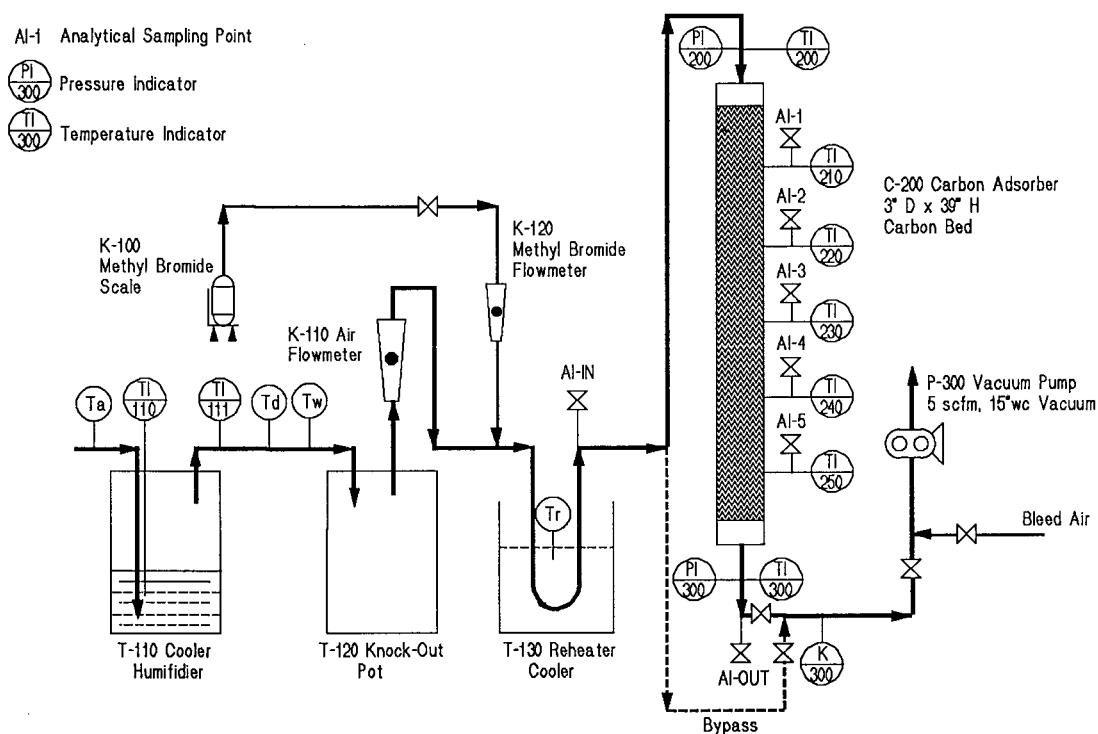 AI-1 Analytical Sampling Point
PI
300
Pressure Indicator
TI
300
Temperature Indicator
PI
200
TI
200
AI-1
TI
210
AI-2
TI
220
AI-3
TI
230
AI-4
TI
240
AI-5
TI
250
C-200 Carbon Adsorber
3" D x 39" H
Carbon Bed
K-100
Methyl Bromide
Scale
K-120
Methyl Bromide
Flowmeter
K-110 Air
Flowmeter
AI-IN
Ta
TI
110
TI
111
Td
Tw
Tr
P-300 Vacuum Pump
5 scfm, 15"wc Vacuum
Bleed Air
PI
300
TI
300
K
300
AI-OUT
Bypass
T-110 Cooler
Humifidier
T-120 Knock-Out
Pot
T-130 Reheater
Cooler